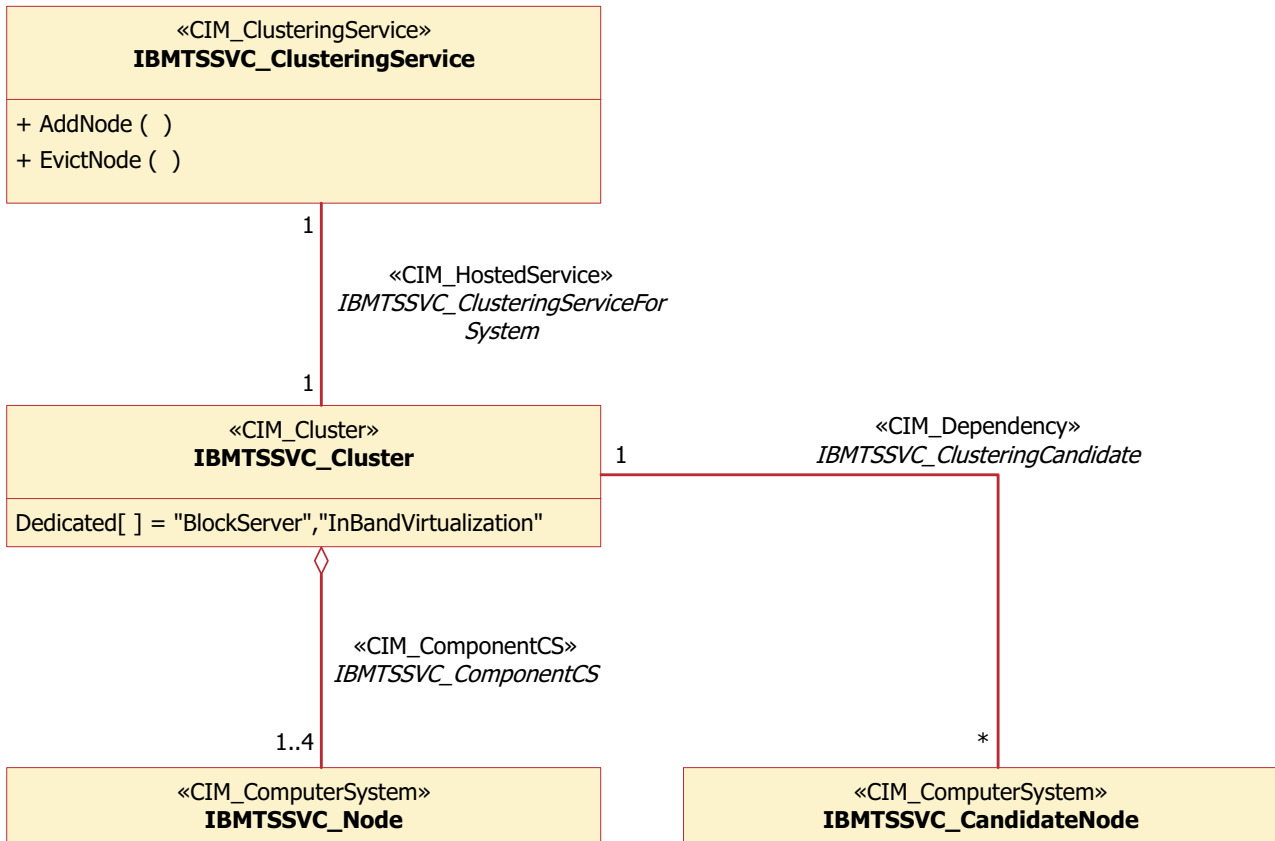 «CIM_ClusteringService»
IBMTSSVC_ClusteringService
+ AddNode ( )
+ EvictNode ( )
1
«CIM_HostedService»
IBMTSSVC_ClusteringServiceFor
System
1
«CIM_Cluster»
IBMTSSVC_Cluster
Dedicated[ ] = "BlockServer","InBandVirtualization"
1
«CIM_Dependency»
IBMTSSVC_ClusteringCandidate
«CIM_ComponentCS»
IBMTSSVC_ComponentCS
1..4
*
«CIM_ComputerSystem»
IBMTSSVC_Node
«CIM_ComputerSystem»
IBMTSSVC_CandidateNode